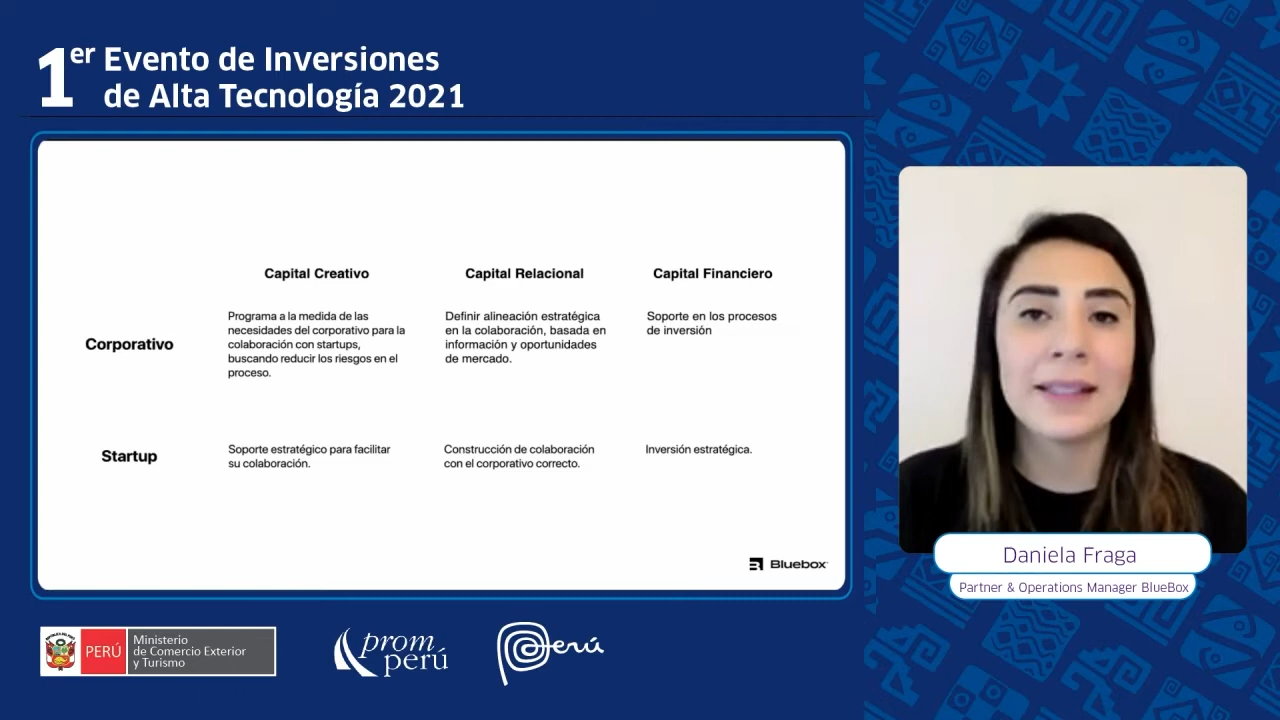 1er Evento de Inversiones
de Alta Tecnología 2021
Capital Creativo
Capital Relacional
Capital Financiero
Corporativo
Programa a la medida de las
necesidades del corporativo para la
colaboración con startups,
buscando reducir los riesgos en el
proceso.
Definir alineación estratégica
en la colaboración, basada en
información y oportunidades
de mercado.
Soporte en los procesos
de inversión
Startup
Soporte estratégico para facilitar
su colaboración.
Construcción de colaboración
con el corporativo correcto.
Inversión estratégica.
Bluebox
Daniela Fraga
Partner & Operations Manager BlueBox
PERÚ
Ministerio
de Comercio Exterior
y Turismo
prom
perú
Perú